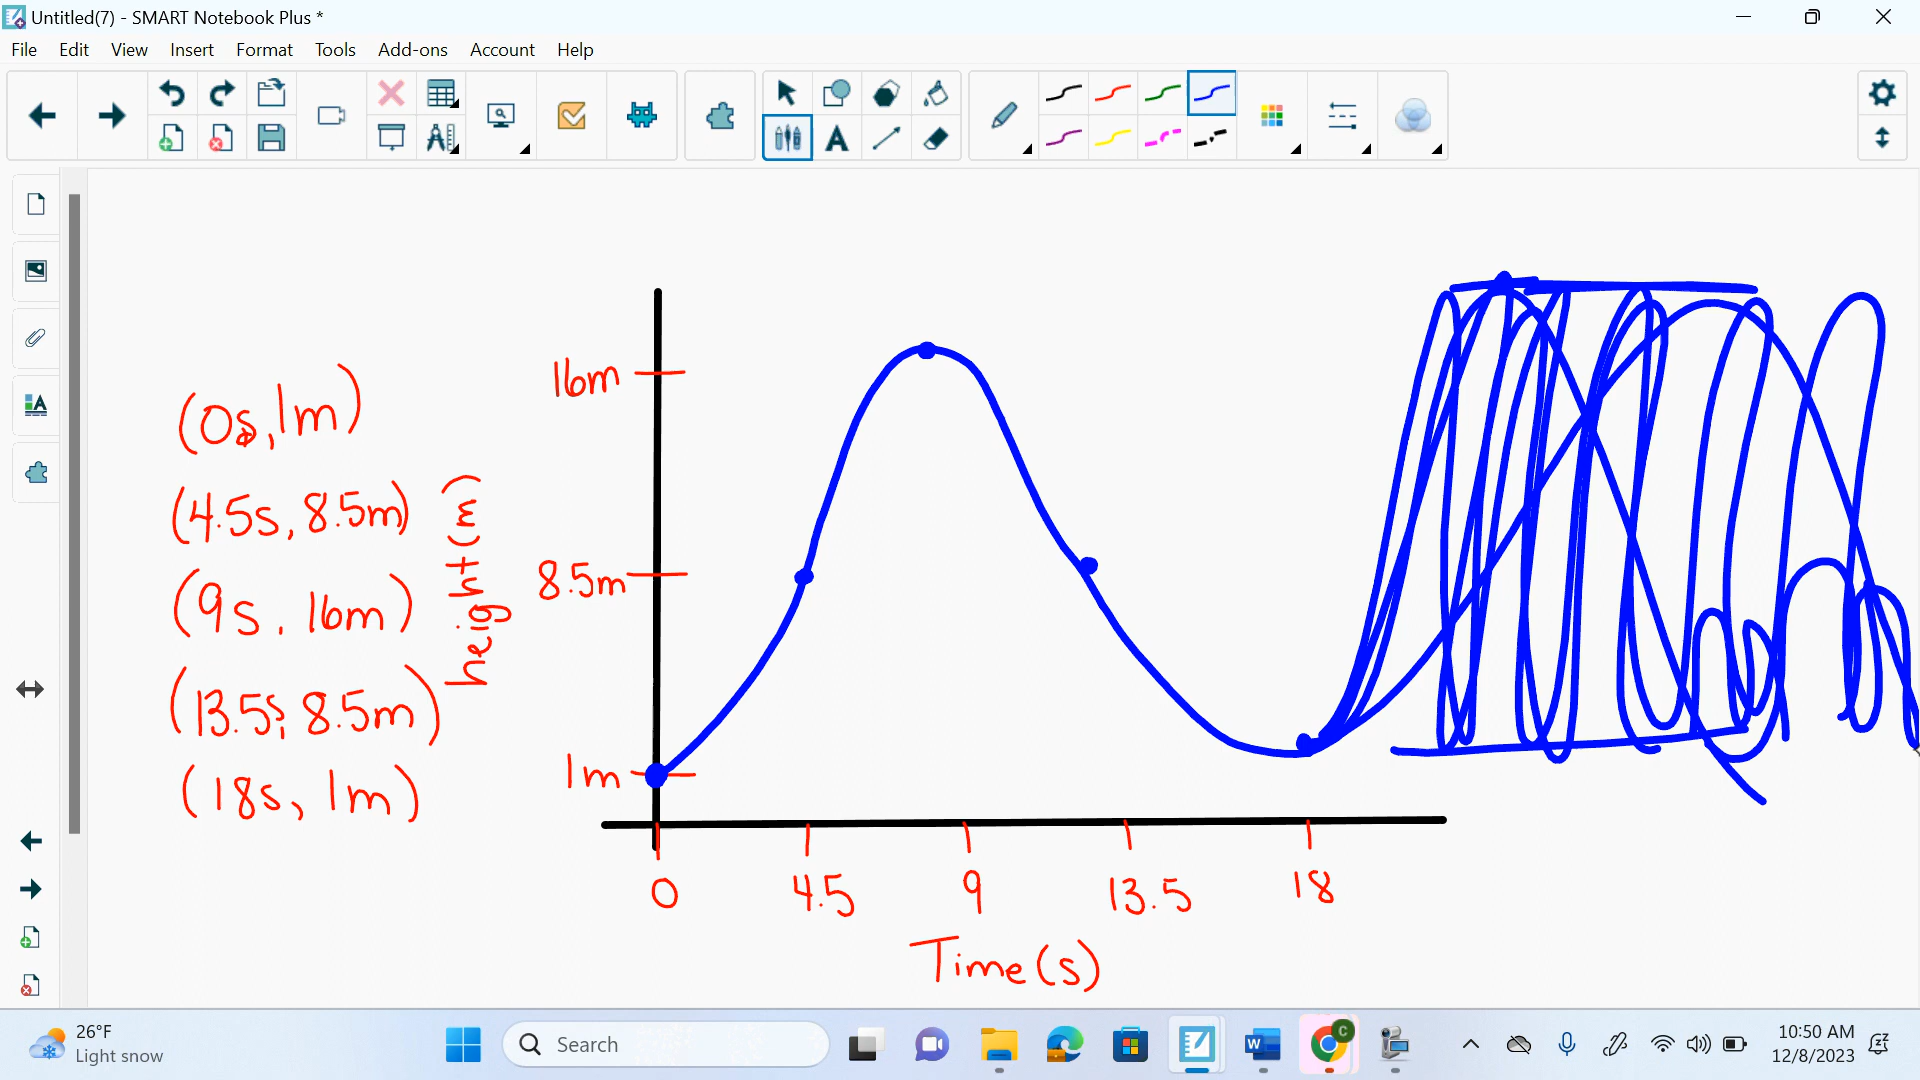 Untitled(7) - SMART Notebook Plus *
File Edit View Insert Format Tools Add-ons Account Help
(0s, 1m)
(4.5s, 8.5m)
(9s, 16m)
(13.5s, 8.5m)
(18s, 1m)
height (m)
16m
8.5m
1m
0 4.5 9 13.5 18
Time (s)
26°F
Light snow
Search
10:50 AM
12/8/2023